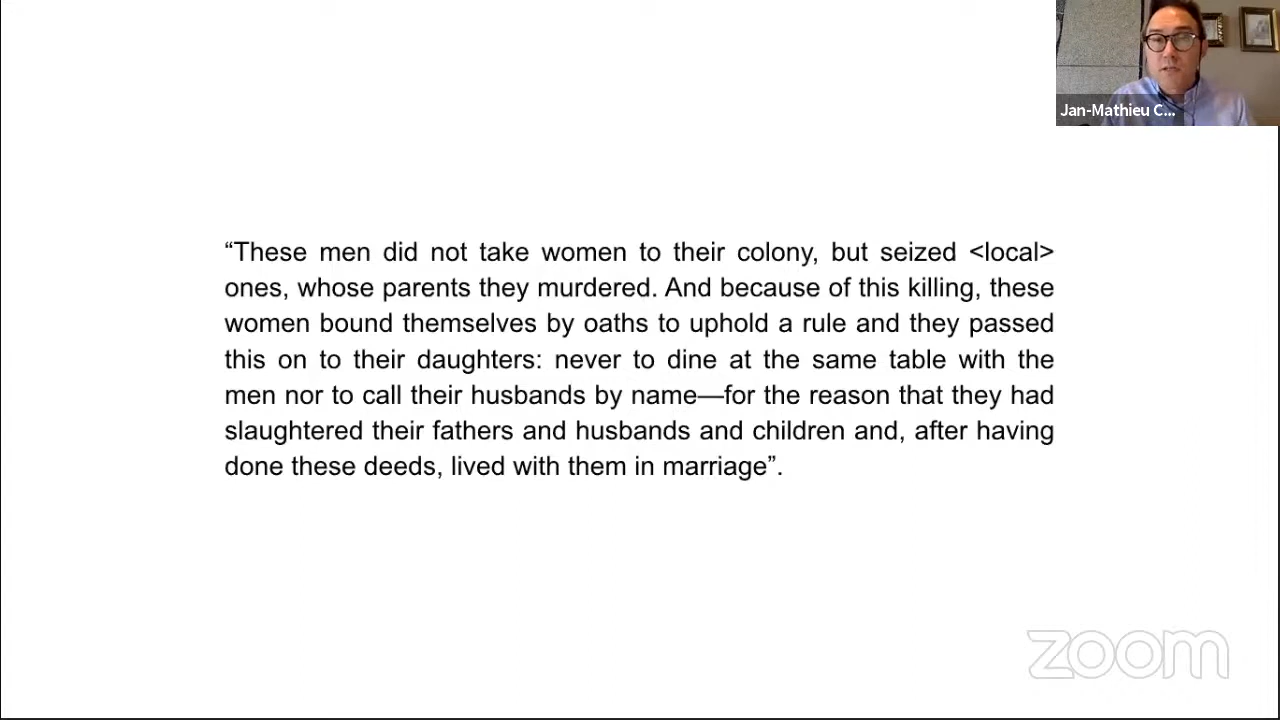 Jan-Mathieu C...
“These men did not take women to their colony, but seized <local>
ones, whose parents they murdered. And because of this killing, these
women bound themselves by oaths to uphold a rule and they passed
this on to their daughters: never to dine at the same table with the
men nor to call their husbands by name—for the reason that they had
slaughtered their fathers and husbands and children and, after having
done these deeds, lived with them in marriage”.
zoom